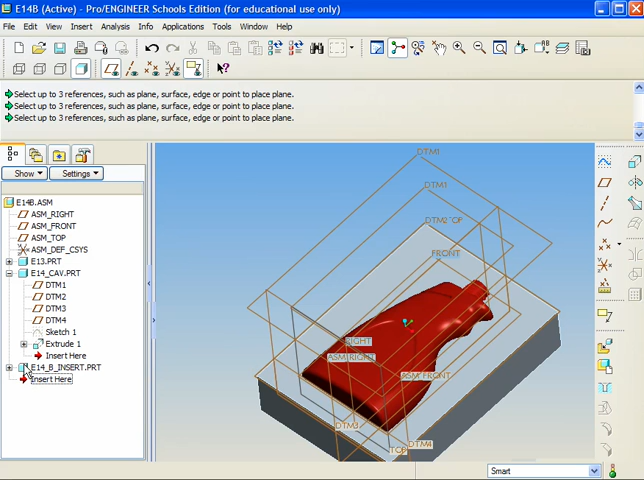 E14B (Active) - Pro/ENGINEER Schools Edition (for educational use only)
File Edit View Insert Analysis Info Applications Tools Window Help
Select up to 3 references, such as plane, surface, edge or point to place plane.
Select up to 3 references, such as plane, surface, edge or point to place plane.
Select up to 3 references, such as plane, surface, edge or point to place plane.
Show Settings
E14B.ASM
ASM_RIGHT
ASM_FRONT
ASM_TOP
ASM_DEF_CSYS
E13.PRT
E14_CAV.PRT
DTM1
DTM2
DTM3
DTM4
Sketch 1
Extrude 1
Insert Here
E14_B_INSERT.PRT
Insert Here
DTM1
DTM1
DTM2
FRONT
RIGHT
ASM_RIGHT
ASM_FRONT
DTM3
TOP
DTM4
Smart